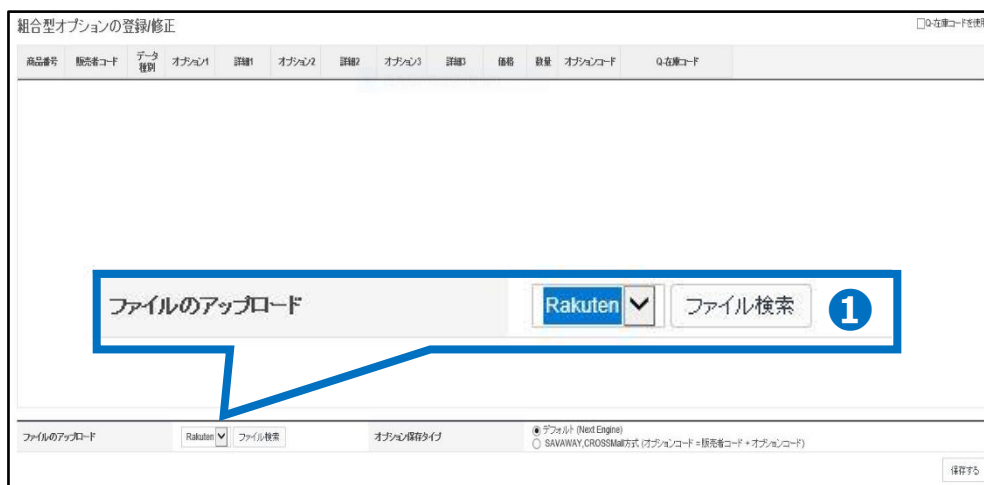 組合型オプションの登録/修正
Q-在庫コードを使用
商品番号 販売者コード データ種別 オプション1 詳細1 オプション2 詳細2 オプション3 詳細3 価格 数量 オプションコード Q-在庫コード
ファイルのアップロード Rakuten ファイル検索 1
ファイルのアップロード Rakuten ファイル検索 オプション保存タイプ デフォルト (Next Engine)
SAVAWAY,CROSSMall方式 (オプションコード = 販売者コード + オプションコード)
保存する